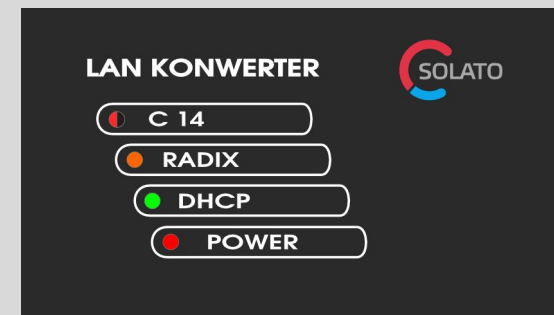 LAN KONWERTER
SOLATO
C 14
RADIX
DHCP
POWER